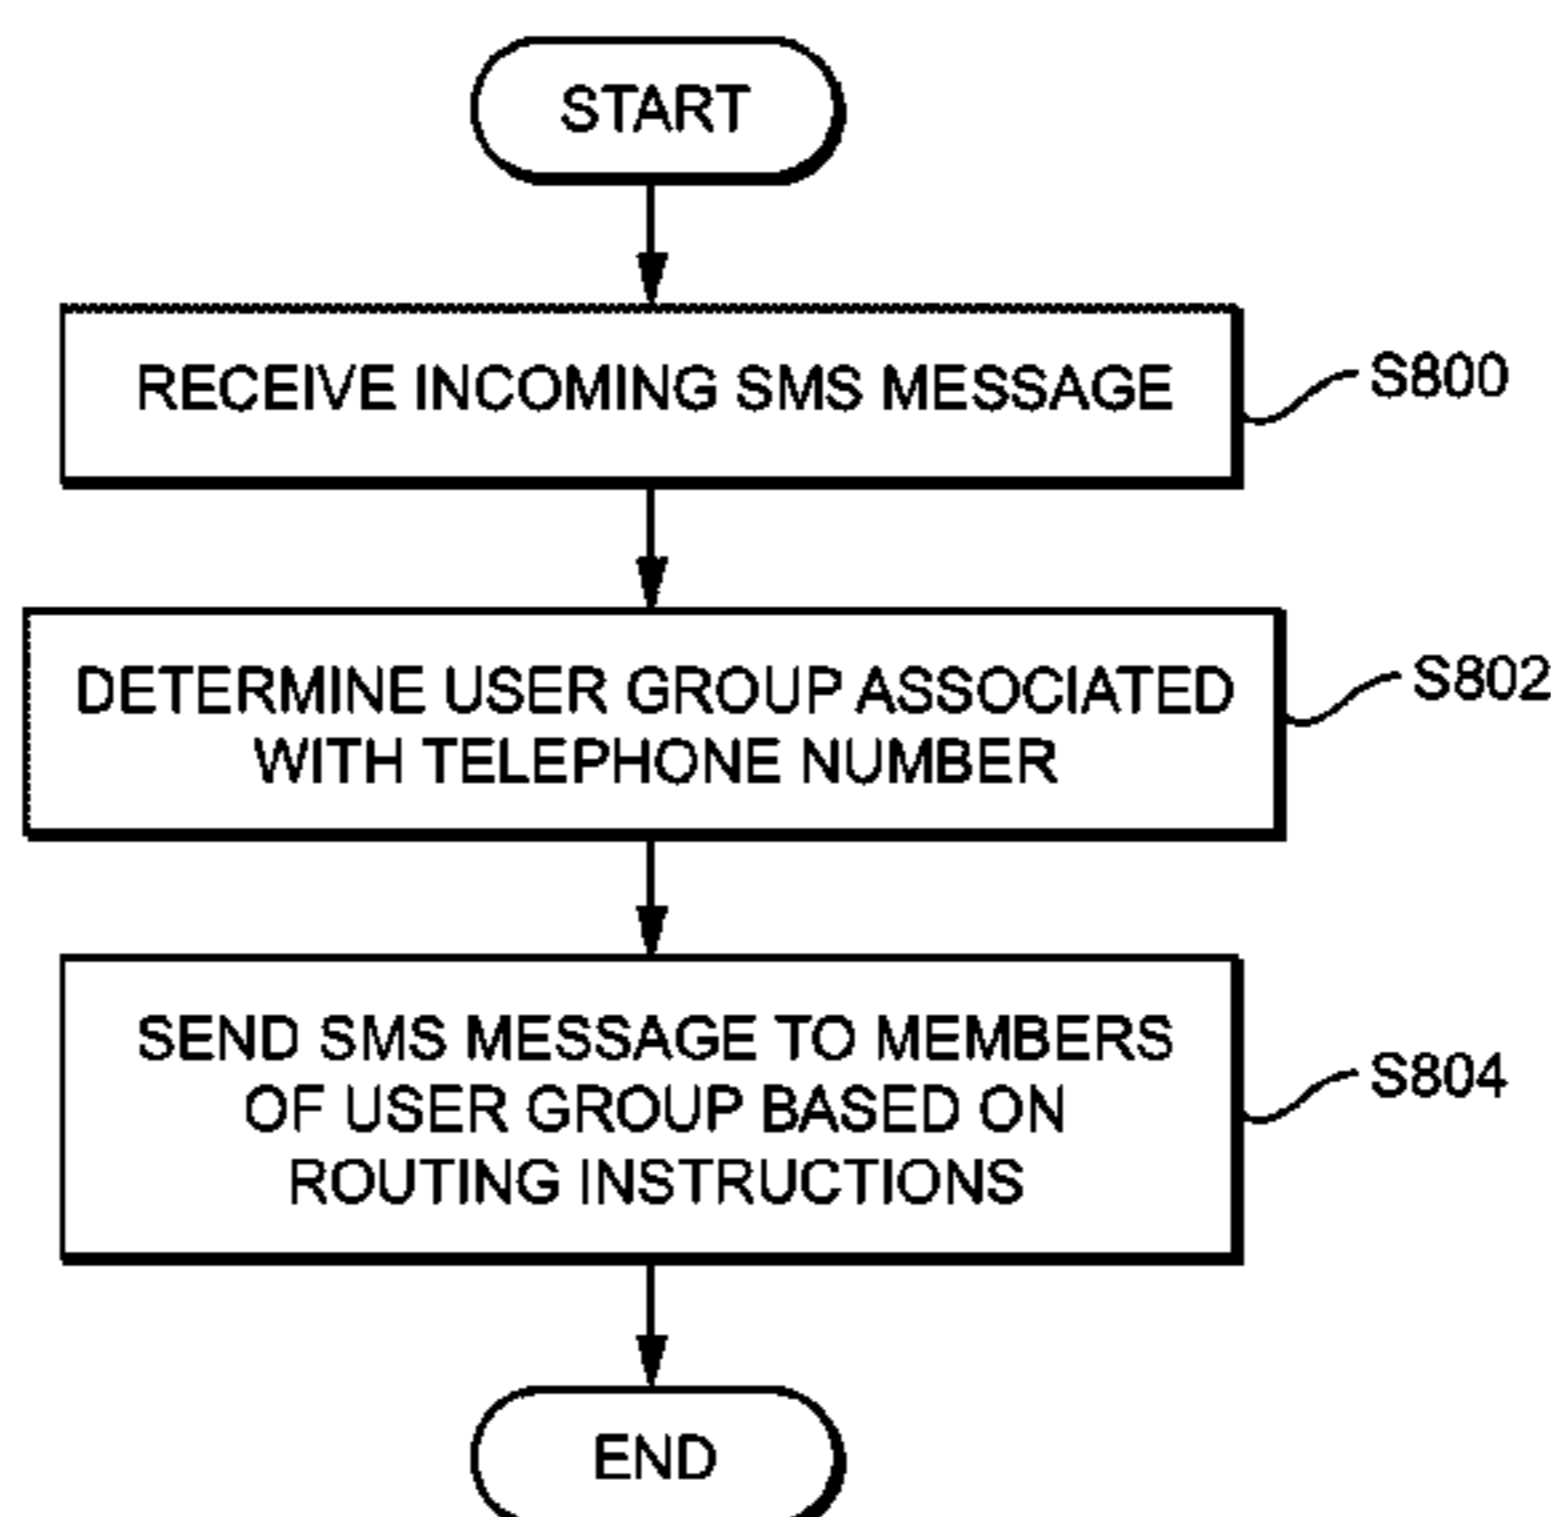 START
RECEIVE INCOMING SMS MESSAGE
S800
DETERMINE USER GROUP ASSOCIATED
WITH TELEPHONE NUMBER
S802
SEND SMS MESSAGE TO MEMBERS
OF USER GROUP BASED ON
ROUTING INSTRUCTIONS
S804
END